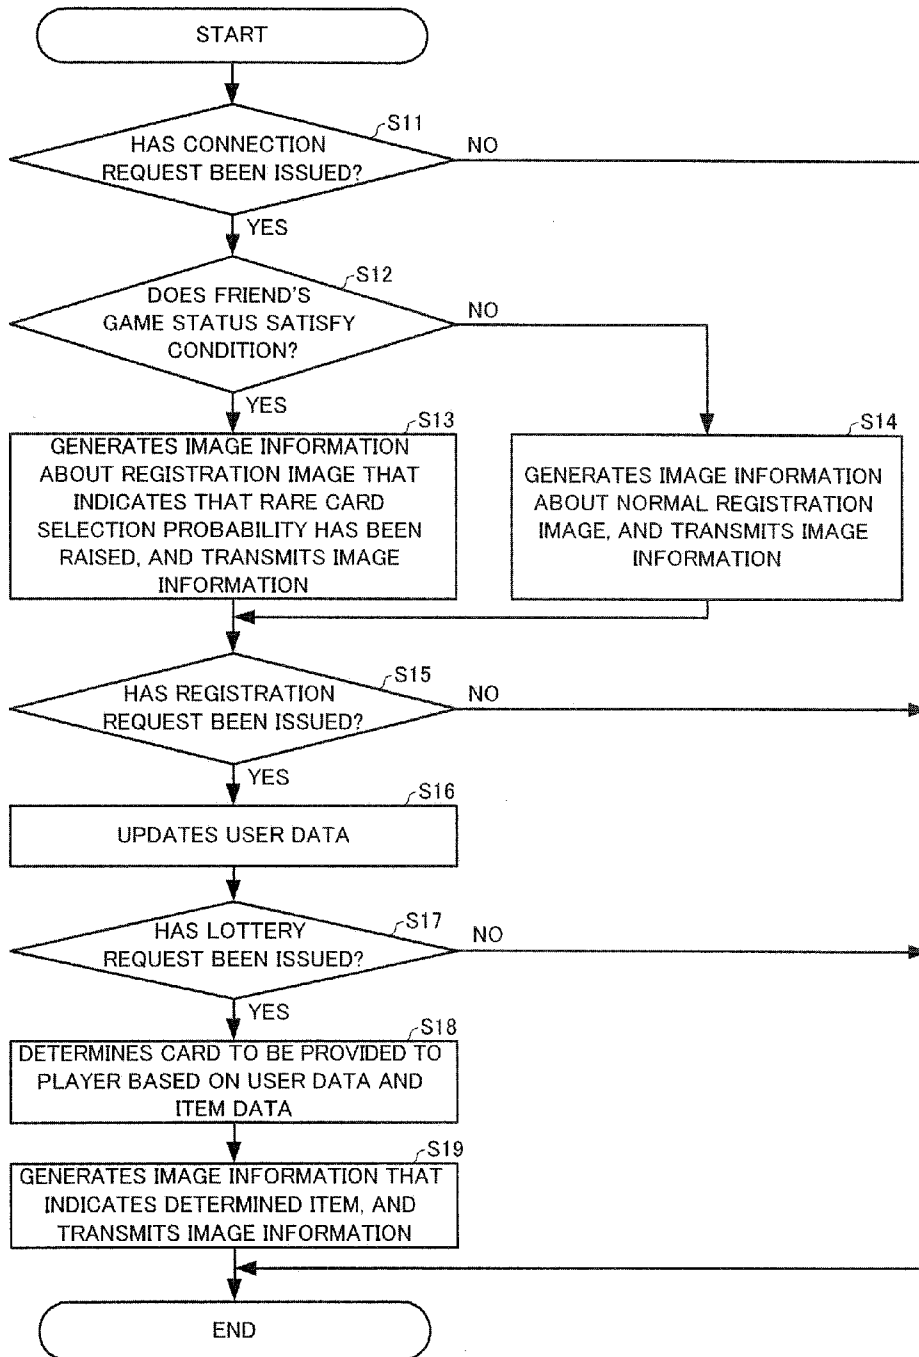 START
S11
HAS CONNECTION
REQUEST BEEN ISSUED?
NO
YES
S12
DOES FRIEND'S
GAME STATUS SATISFY
CONDITION?
NO
YES
S13
GENERATES IMAGE INFORMATION
ABOUT REGISTRATION IMAGE THAT
INDICATES THAT RARE CARD
SELECTION PROBABILITY HAS BEEN
RAISED, AND TRANSMITS IMAGE
INFORMATION
S14
GENERATES IMAGE INFORMATION
ABOUT NORMAL REGISTRATION
IMAGE, AND TRANSMITS IMAGE
INFORMATION
S15
HAS REGISTRATION
REQUEST BEEN ISSUED?
NO
YES
S16
UPDATES USER DATA
S17
HAS LOTTERY
REQUEST BEEN ISSUED?
NO
YES
S18
DETERMINES CARD TO BE PROVIDED TO
PLAYER BASED ON USER DATA AND
ITEM DATA
S19
GENERATES IMAGE INFORMATION THAT
INDICATES DETERMINED ITEM, AND
TRANSMITS IMAGE INFORMATION
END